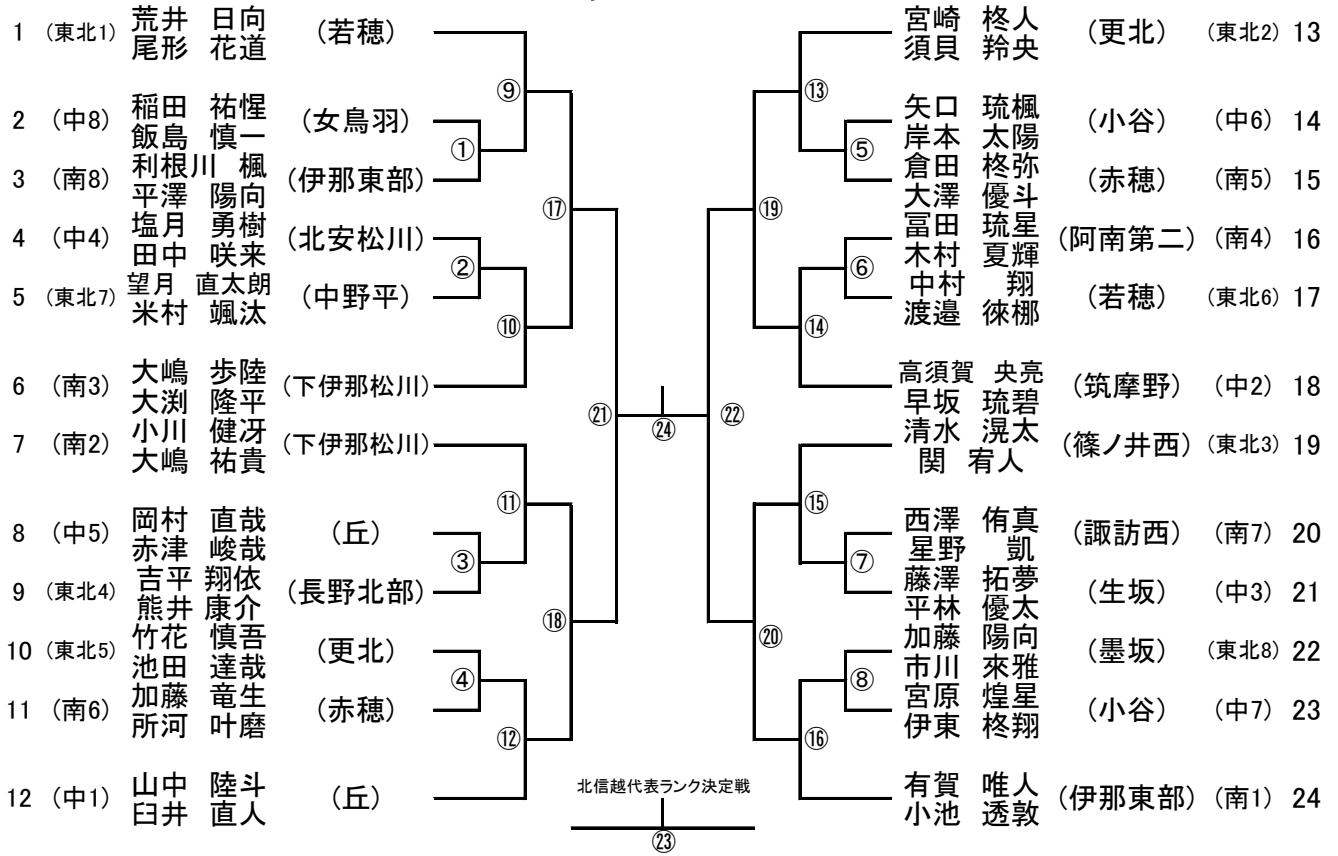 1 (東北1) 荒井 日向 (若穂)
尾形 花道
2 (中8) 稲田 祐惺 (女鳥羽)
飯島 慎一
3 (南8) 利根川 楓 (伊那東部)
平澤 陽向
4 (中4) 塩月 勇樹 (北安松川)
田中 咲来
5 (東北7) 望月 直太朗 (中野平)
米村 颯汰
6 (南3) 大嶋 歩陸 (下伊那松川)
大渕 隆平
7 (南2) 小川 健冴 (下伊那松川)
大嶋 祐貴
8 (中5) 岡村 直哉 (丘)
赤津 峻哉
9 (東北4) 吉平 翔依 (長野北部)
熊井 康介
10 (東北5) 竹花 慎吾 (更北)
池田 達哉
11 (南6) 加藤 竜生 (赤穂)
所河 叶磨
12 (中1) 山中 陸斗 (丘)
臼井 直人
⑨
①
⑰
②
⑩
㉑
⑪
③
⑱
④
⑫
㉔
北信越代表ランク決定戦
㉓
⑬
⑤
⑲
⑥
⑭
㉒
⑮
⑦
⑳
⑧
⑯
宮崎 柊人 (更北) (東北2) 13
須貝 羚央
矢口 琉楓 (小谷) (中6) 14
岸本 太陽
倉田 柊弥 (赤穂) (南5) 15
大澤 優斗
冨田 琉星 (阿南第二) (南4) 16
木村 夏輝
中村 翔 (若穂) (東北6) 17
渡邉 徠梛
高須賀 央亮 (筑摩野) (中2) 18
早坂 琉碧
清水 滉太 (篠ノ井西) (東北3) 19
関 宥人
西澤 侑真 (諏訪西) (南7) 20
星野 凱
藤澤 拓夢 (生坂) (中3) 21
平林 優太
加藤 陽向 (墨坂) (東北8) 22
市川 來雅
宮原 煌星 (小谷) (中7) 23
伊東 柊翔
有賀 唯人 (伊那東部) (南1) 24
小池 透敦